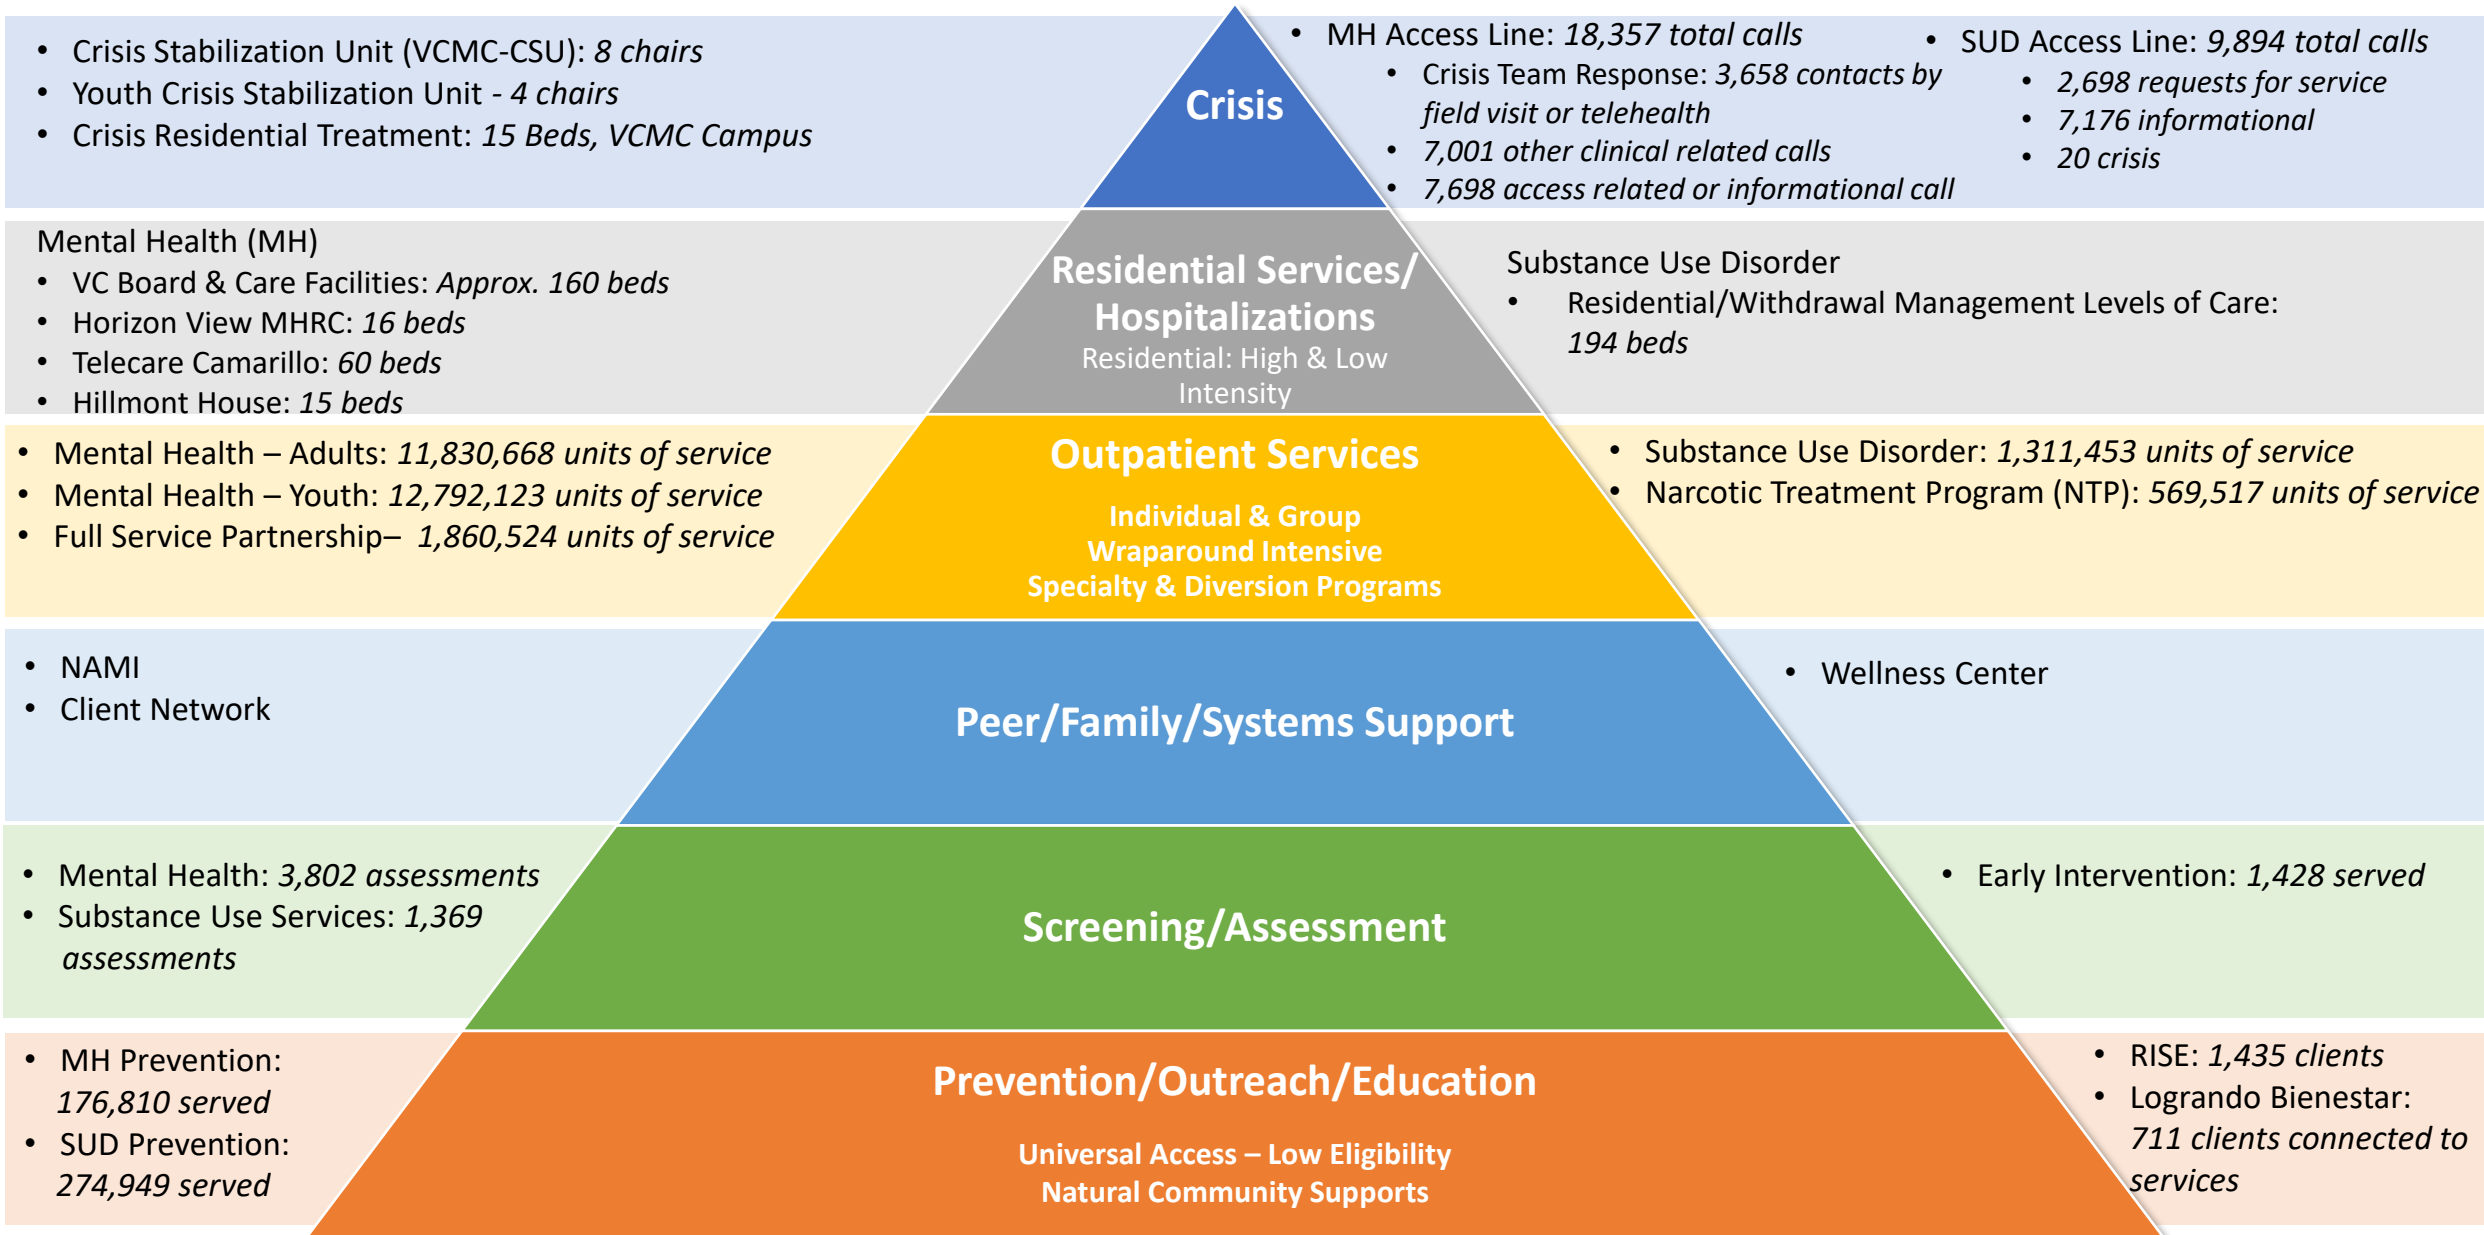 • Crisis Stabilization Unit (VCMC-CSU): 8 chairs
• Youth Crisis Stabilization Unit - 4 chairs
• Crisis Residential Treatment: 15 Beds, VCMC Campus
Crisis
• MH Access Line: 18,357 total calls
• Crisis Team Response: 3,658 contacts by
field visit or telehealth
• 7,001 other clinical related calls
• 7,698 access related or informational call
• SUD Access Line: 9,894 total calls
• 2,698 requests for service
• 7,176 informational
• 20 crisis
Mental Health (MH)
• VC Board & Care Facilities: Approx. 160 beds
• Horizon View MHRC: 16 beds
• Telecare Camarillo: 60 beds
• Hillmont House: 15 beds
Residential Services/
Hospitalizations
Residential: High & Low
Intensity
Substance Use Disorder
• Residential/Withdrawal Management Levels of Care:
194 beds
• Mental Health – Adults: 11,830,668 units of service
• Mental Health – Youth: 12,792,123 units of service
• Full Service Partnership– 1,860,524 units of service
Outpatient Services
Individual & Group
Wraparound Intensive
Specialty & Diversion Programs
• Substance Use Disorder: 1,311,453 units of service
• Narcotic Treatment Program (NTP): 569,517 units of service
• NAMI
• Client Network
Peer/Family/Systems Support
• Wellness Center
• Mental Health: 3,802 assessments
• Substance Use Services: 1,369
assessments
Screening/Assessment
• Early Intervention: 1,428 served
• MH Prevention:
176,810 served
• SUD Prevention:
274,949 served
Prevention/Outreach/Education
Universal Access – Low Eligibility
Natural Community Supports
• RISE: 1,435 clients
• Logrando Bienestar:
711 clients connected to
services